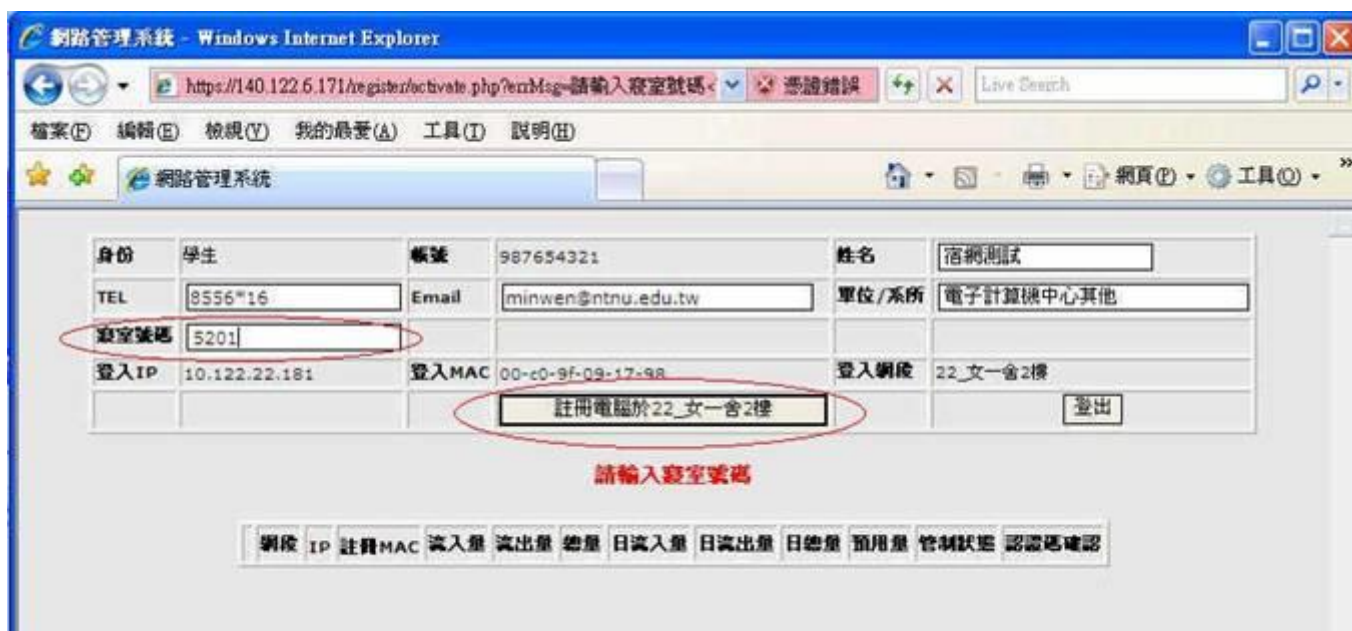 網路管理系統 - Windows Internet Explorer
https://140.122.6.171/register/activate.php?errMsg=請輸入寢室號碼< 憑證錯誤 Live Search
檔案(F) 編輯(E) 檢視(V) 我的最愛(A) 工具(T) 說明(H)
網路管理系統 網頁(P) 工具(O) »
身份 學生 帳號 987654321 姓名 宿網測試
TEL 8556*16 Email minwen@ntnu.edu.tw 單位/系所 電子計算機中心其他
寢室號碼 5201
登入IP 10.122.22.181 登入MAC 00-c0-9f-09-17-98 登入網段 22_女一舍2樓
註冊電腦於22_女一舍2樓 登出
請輸入寢室號碼
網段 IP 註冊MAC 流入量 流出量 總量 日流入量 日流出量 日總量 預用量 管制狀態 認證碼確認